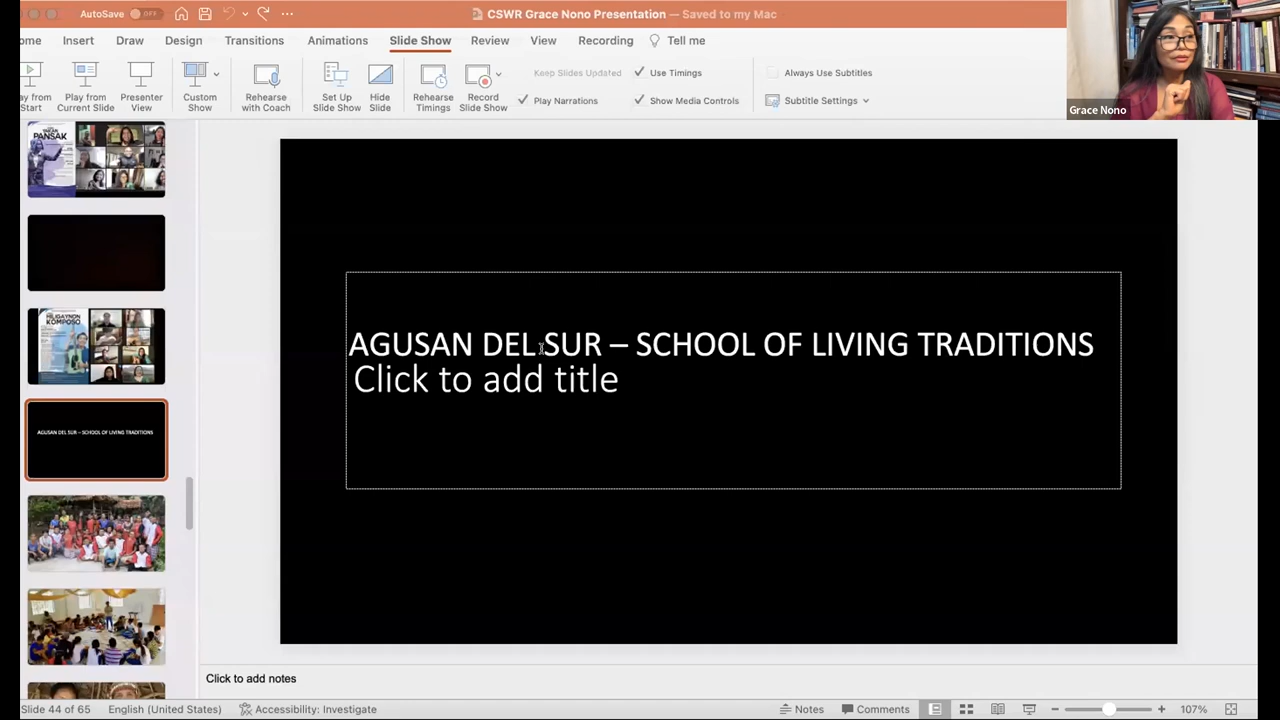 AutoSave OFF
CSWR Grace Nono Presentation — Saved to my Mac
ome Insert Draw Design Transitions Animations Slide Show Review View Recording Tell me
ay from Start
Play from Current Slide
Presenter View
Custom Show
Rehearse with Coach
Set Up Slide Show
Hide Slide
Rehearse Timings
Record Slide Show
Keep Slides Updated
Use Timings
Play Narrations
Show Media Controls
Always Use Subtitles
Subtitle Settings
Grace Nono
PANSAK
HILIGAYNON
KOMPOSO
AGUSAN DEL SUR – SCHOOL OF LIVING TRADITIONS
AGUSAN DEL SUR – SCHOOL OF LIVING TRADITIONS
Click to add title
Click to add notes
Slide 44 of 65 English (United States) Accessibility: Investigate Notes Comments 107%